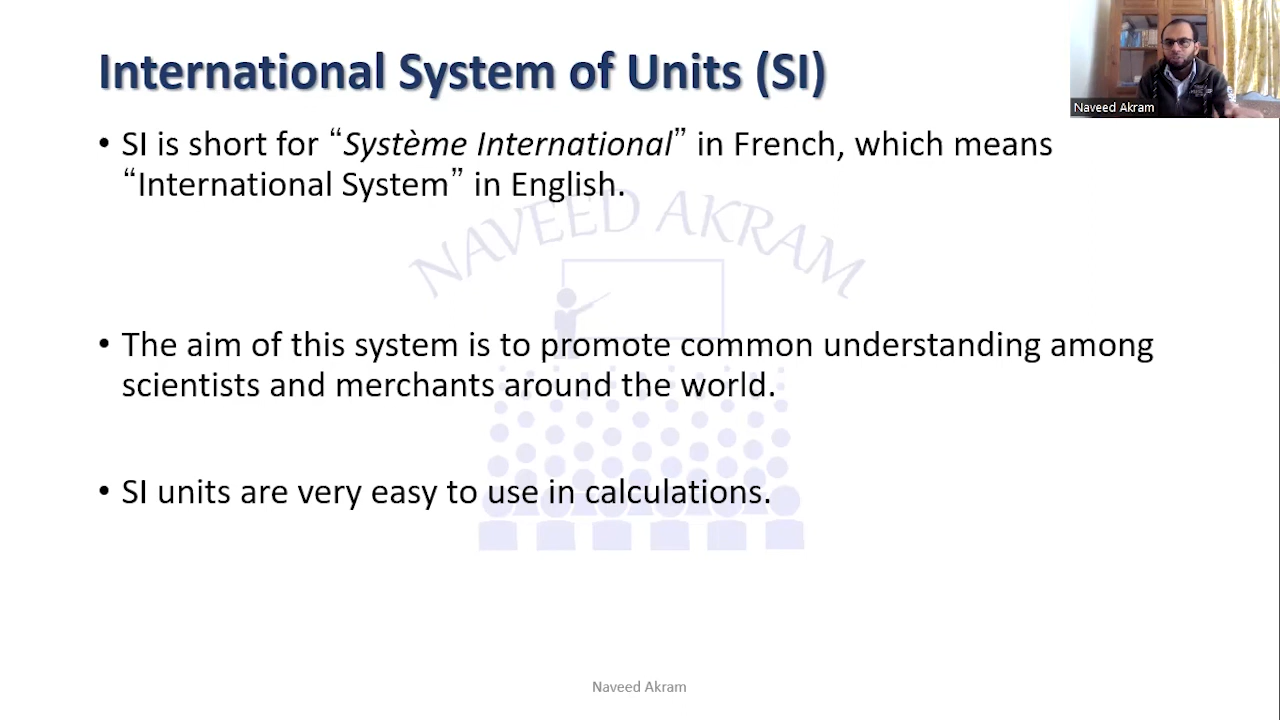 International System of Units (SI)
Naveed Akram
• SI is short for “Système International” in French, which means
“International System” in English.
NAVEED AKRAM
• The aim of this system is to promote common understanding among
scientists and merchants around the world.
• SI units are very easy to use in calculations.
Naveed Akram